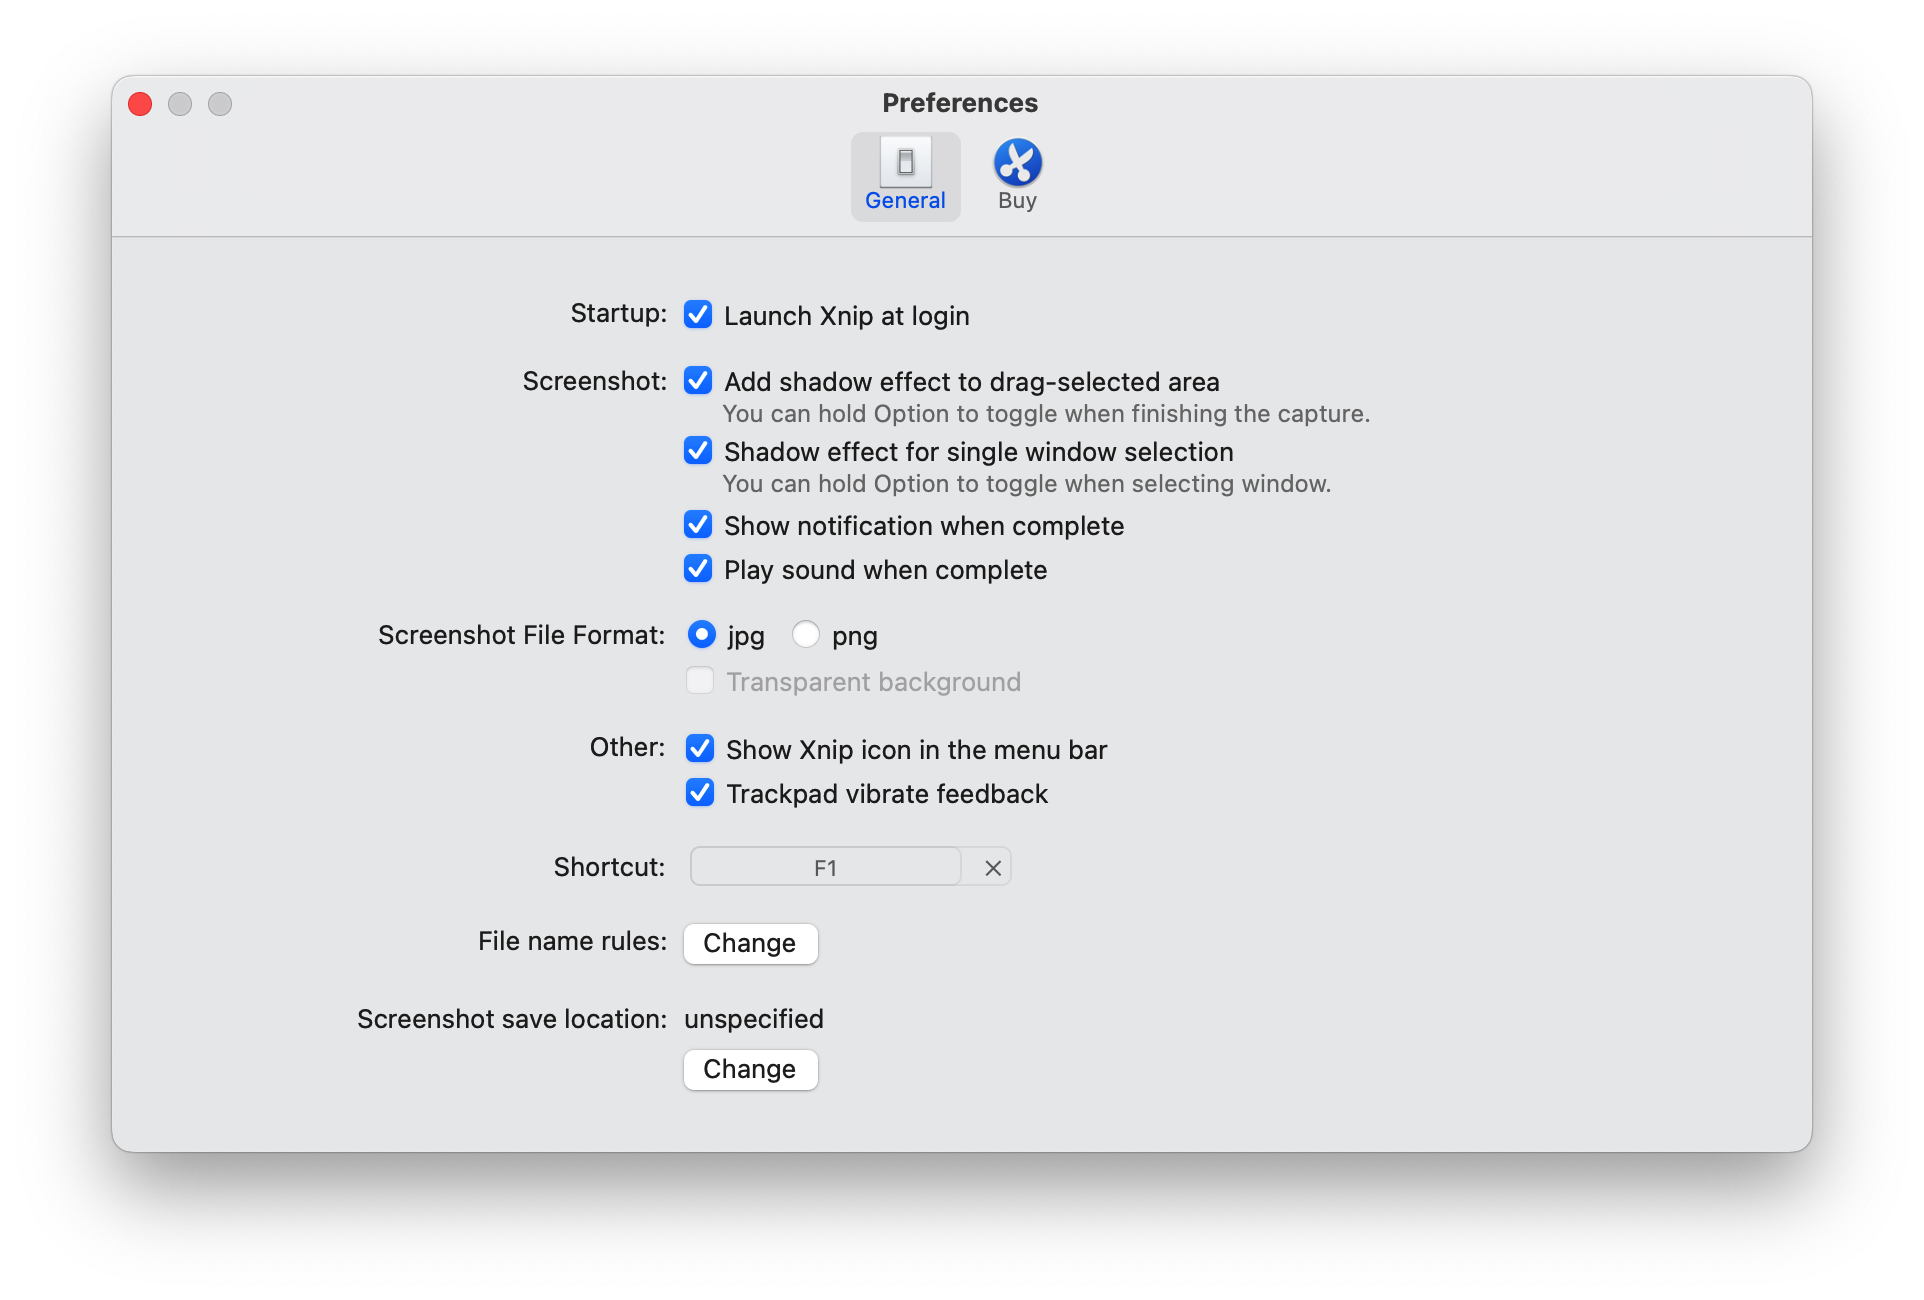 Preferences
General
Buy
Startup: Launch Xnip at login
Screenshot: Add shadow effect to drag-selected area
You can hold Option to toggle when finishing the capture.
Shadow effect for single window selection
You can hold Option to toggle when selecting window.
Show notification when complete
Play sound when complete
Screenshot File Format: jpg png
Transparent background
Other: Show Xnip icon in the menu bar
Trackpad vibrate feedback
Shortcut: F1
File name rules: Change
Screenshot save location: unspecified
Change